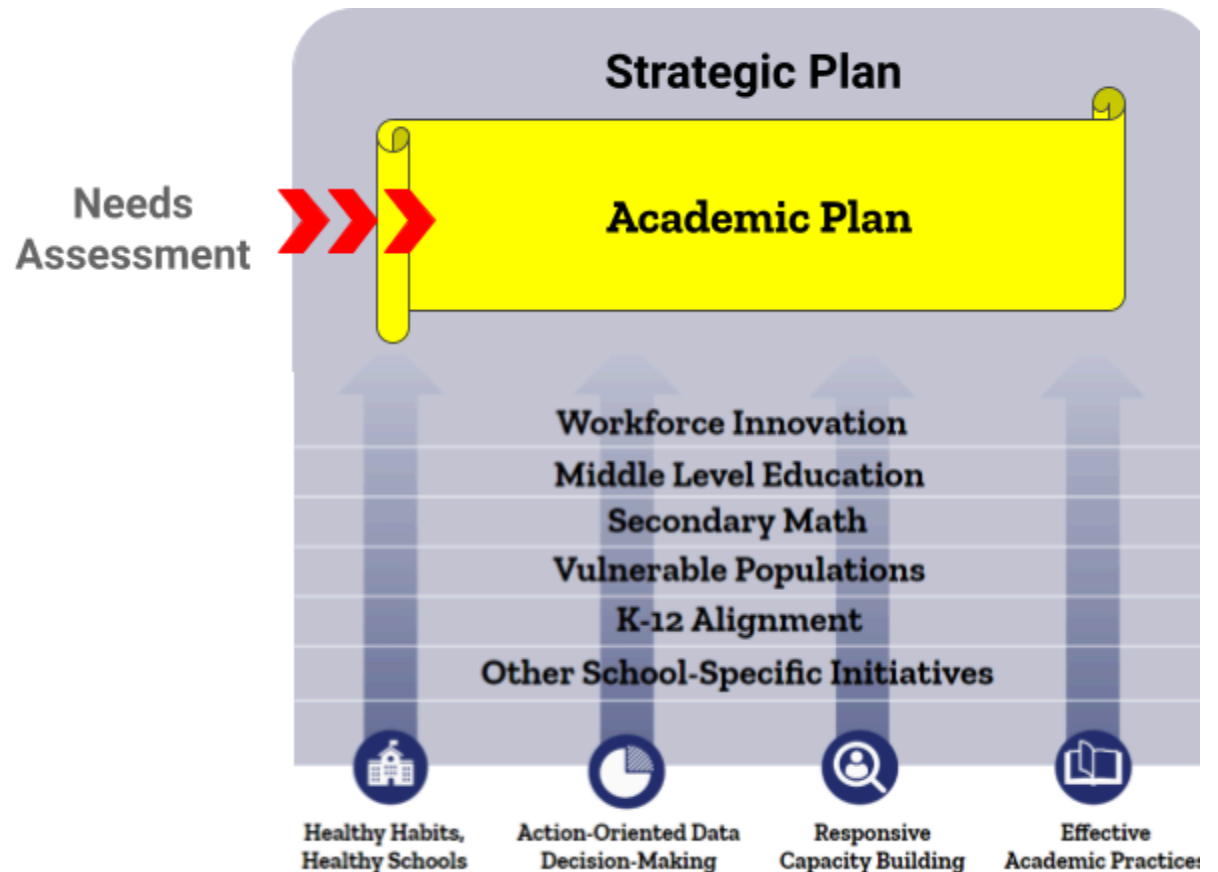 Strategic Plan
Needs
Assessment
Academic Plan
Workforce Innovation
Middle Level Education
Secondary Math
Vulnerable Populations
K-12 Alignment
Other School-Specific Initiatives
Healthy Habits,
Healthy Schools
Action-Oriented Data
Decision-Making
Responsive
Capacity Building
Effective
Academic Practices